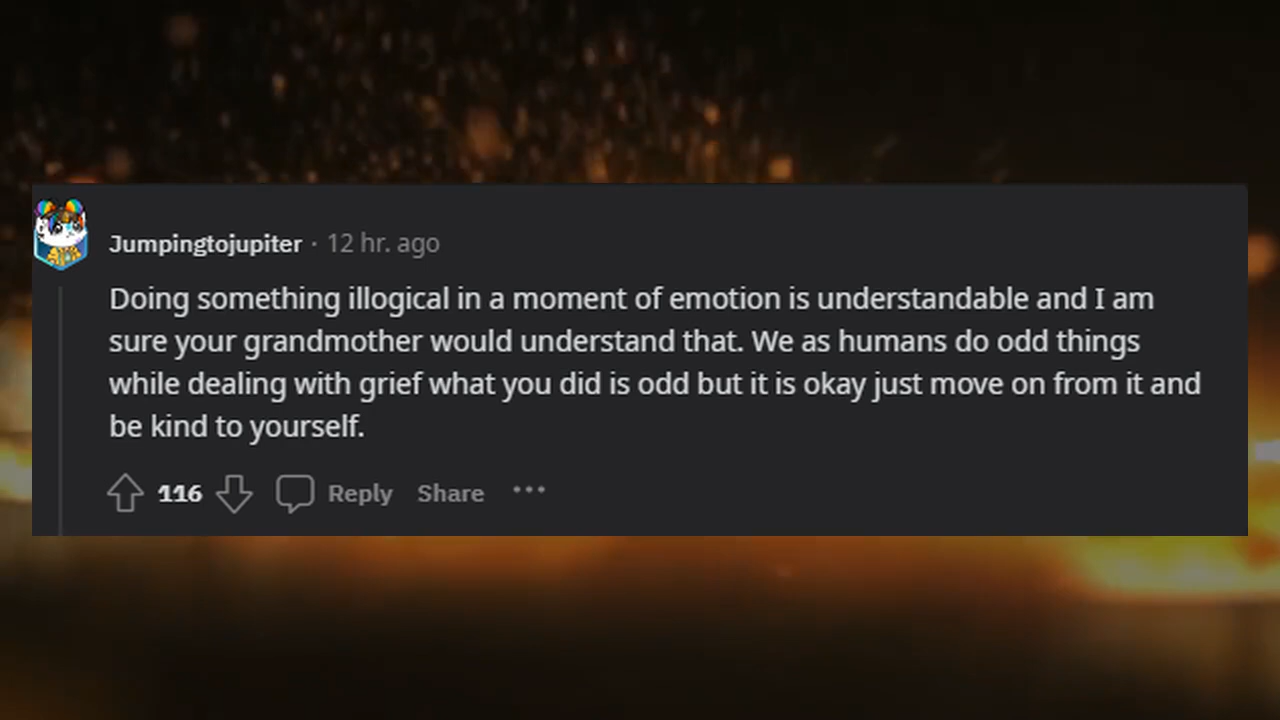 Jumpingtojupiter · 12 hr. ago
Doing something illogical in a moment of emotion is understandable and I am
sure your grandmother would understand that. We as humans do odd things
while dealing with grief what you did is odd but it is okay just move on from it and
be kind to yourself.
116 Reply Share ···